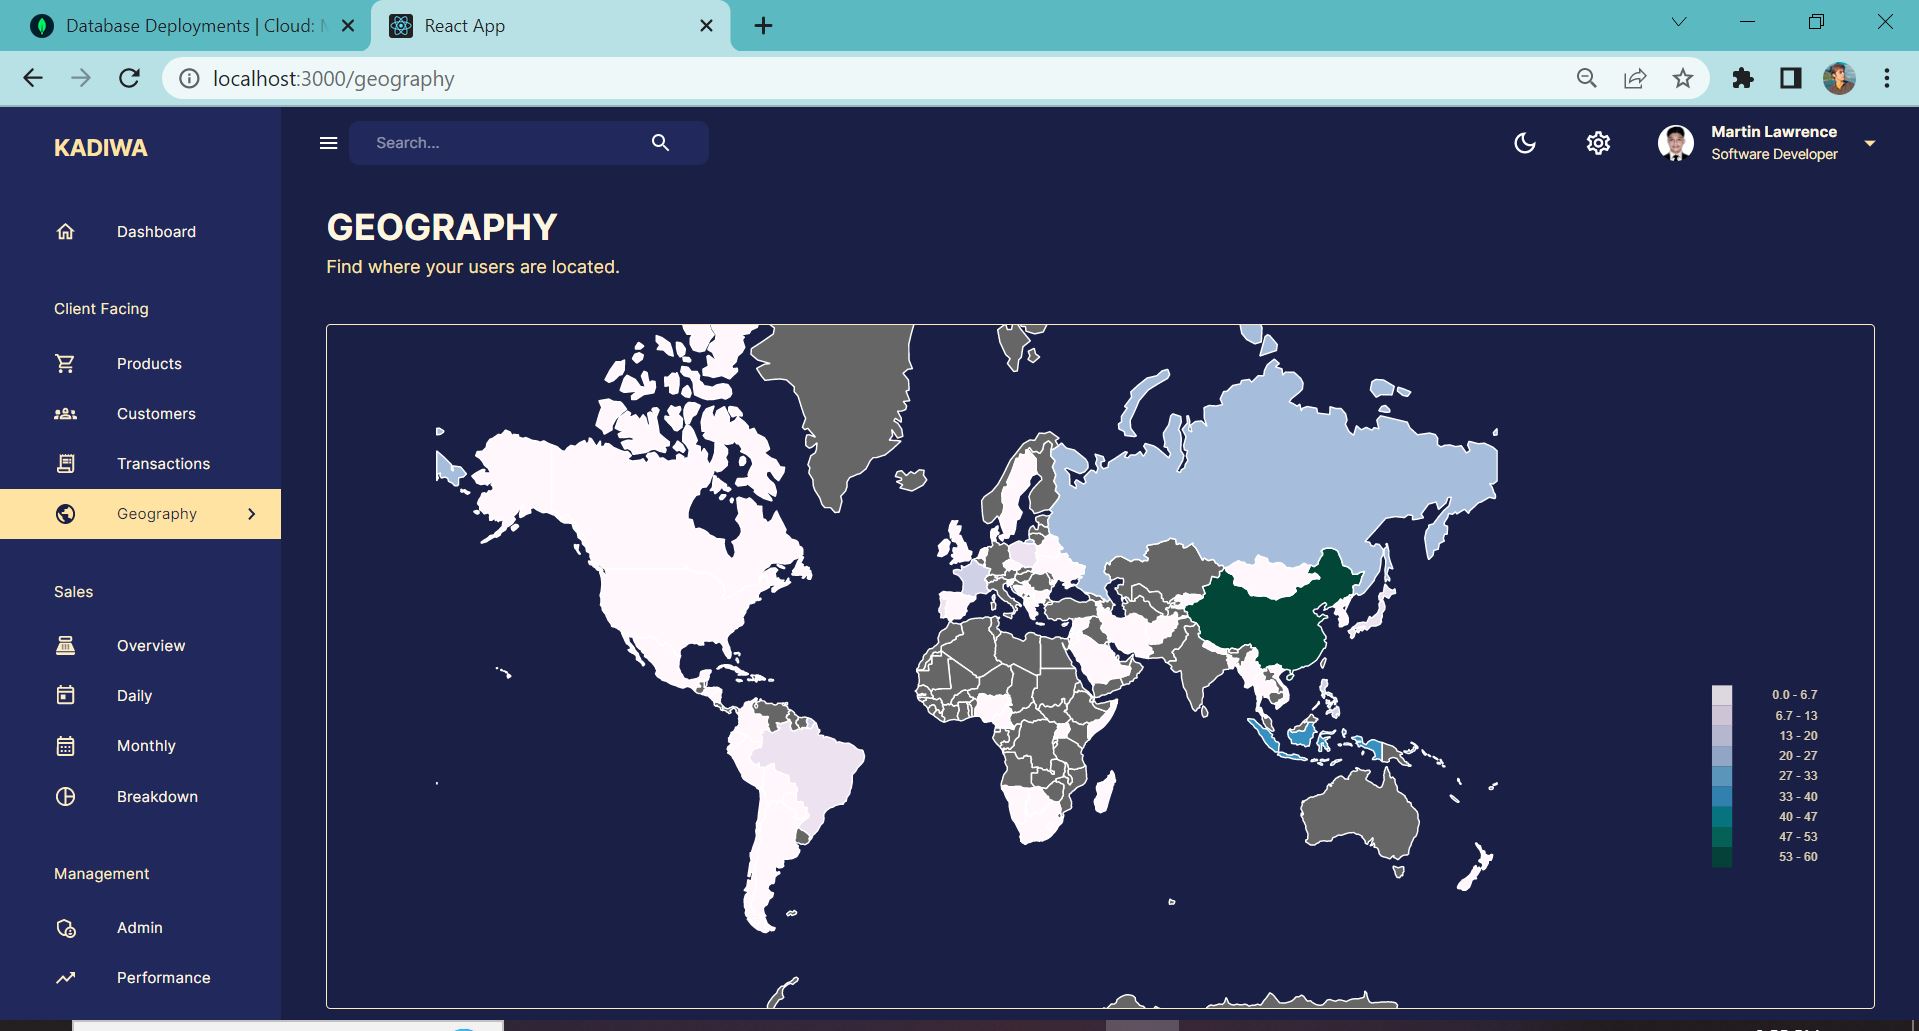 Database Deployments | Cloud:
React App
localhost:3000/geography
KADIWA
Search...
Martin Lawrence
Software Developer
Dashboard
Client Facing
Products
Customers
Transactions
Geography
Sales
Overview
Daily
Monthly
Breakdown
Management
Admin
Performance
GEOGRAPHY
Find where your users are located.
0.0 - 6.7
6.7 - 13
13 - 20
20 - 27
27 - 33
33 - 40
40 - 47
47 - 53
53 - 60